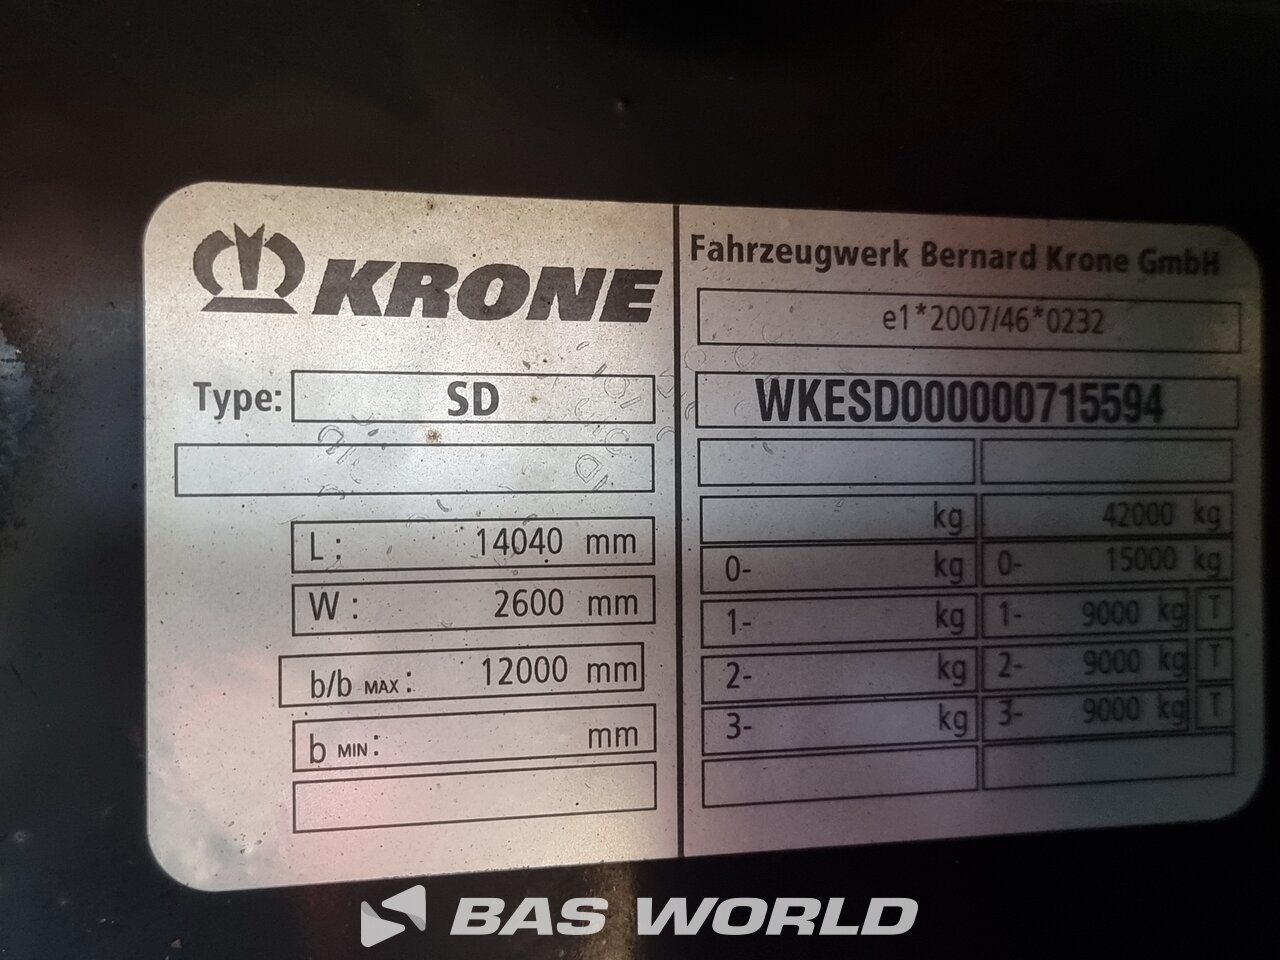 KRONE
Type: SD
L: 14040 mm
W: 2600 mm
b/b MAX: 12000 mm
b MIN: mm
Fahrzeugwerk Bernard Krone GmbH
e1*2007/46*0232
WKESD000000715594
kg 42000 kg
0- kg 0- 15000 kg
1- kg 1- 9000 kg T
2- kg 2- 9000 kg T
3- kg 3- 9000 kg T
BAS WORLD